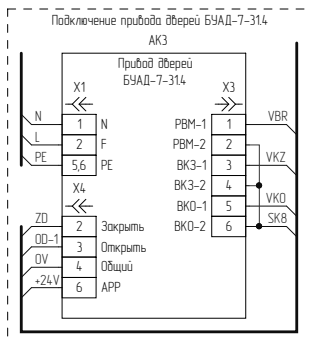 Подключение привода дверей БУАД-7-31.4
АК3
Привод дверей
БУАД-7-31.4
X1
X3
N 1 N
L 2 F
PE 5,6 PE
X4
ZD 2 Закрыть
OD-1 3 Открыть
0V 4 Общий
+24V 6 APP
РВМ-1 1 VBR
РВМ-2 2
ВКЗ-1 3 VKZ
ВКЗ-2 4
ВКО-1 5 VKO
ВКО-2 6 SK8